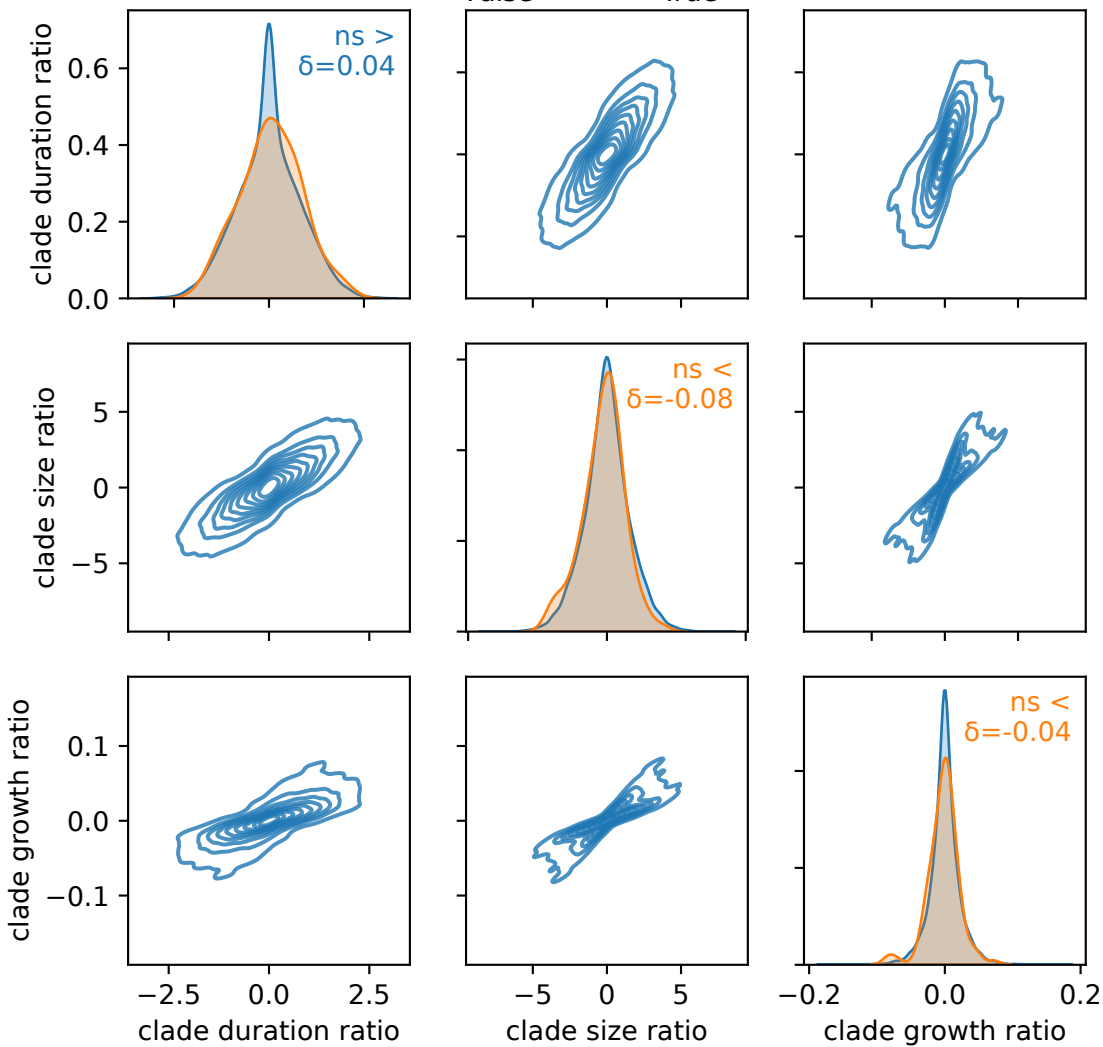 clade duration ratio
0.6
0.4
0.2
0.0
ns >
δ=0.04
clade size ratio
5
0
−5
ns <
δ=-0.08
clade growth ratio
0.1
0.0
−0.1
ns <
δ=-0.04
−2.5 0.0 2.5
−5 0 5
−0.2 0.0 0.2
clade duration ratio
clade size ratio
clade growth ratio